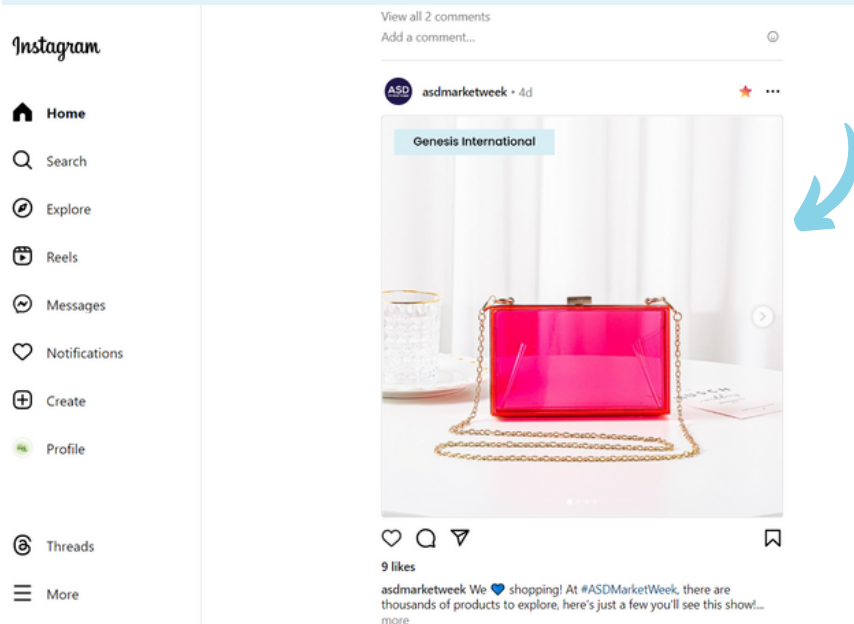 Instagram
Home
Search
Explore
Reels
Messages
Notifications
Create
Profile
Threads
More
View all 2 comments
Add a comment...
ASD
asdmarketweek • 4d
Genesis International
9 likes
asdmarketweek We 💙 shopping! At #ASDMarketWeek, there are
thousands of products to explore, here's just a few you'll see this show!...
more